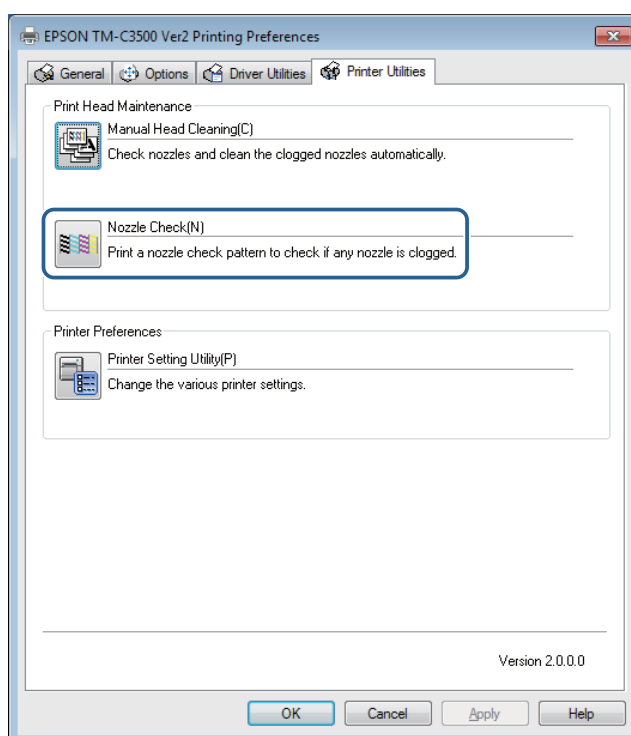 EPSON TM-C3500 Ver2 Printing Preferences
General Options Driver Utilities Printer Utilities
Print Head Maintenance
Manual Head Cleaning(C)
Check nozzles and clean the clogged nozzles automatically.
Nozzle Check(N)
Print a nozzle check pattern to check if any nozzle is clogged.
Printer Preferences
Printer Setting Utility(P)
Change the various printer settings.
Version 2.0.0.0
OK Cancel Apply Help